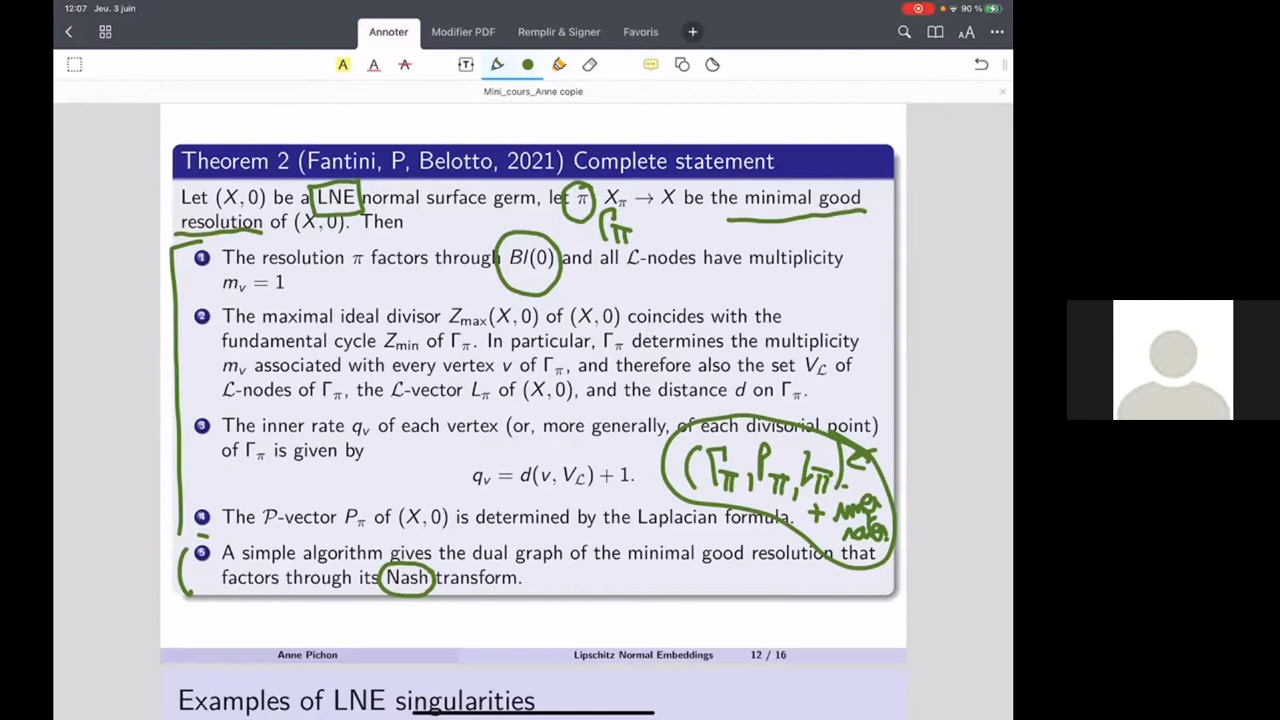 12:07 Jeu. 3 juin
90 %
Annoter Modifier PDF Remplir & Signer Favoris
Mini_cours_Anne copie
Theorem 2 (Fantini, P, Belotto, 2021) Complete statement
Let (X, 0) be a LNE normal surface germ, let π X_π → X be the minimal good
resolution of (X, 0). Then
Γ_π
1 The resolution π factors through Bl(0) and all ℒ-nodes have multiplicity
m_v = 1
2 The maximal ideal divisor Z_max(X, 0) of (X, 0) coincides with the
fundamental cycle Z_min of Γ_π. In particular, Γ_π determines the multiplicity
m_v associated with every vertex v of Γ_π, and therefore also the set V_ℒ of
ℒ-nodes of Γ_π, the ℒ-vector L_π of (X, 0), and the distance d on Γ_π.
3 The inner rate q_v of each vertex (or, more generally, of each divisorial point)
of Γ_π is given by
q_v = d(v, V_ℒ) + 1.
(Γ_π, P_π, L_π)
+ inner
rates
4 The 𝒫-vector P_π of (X, 0) is determined by the Laplacian formula.
5 A simple algorithm gives the dual graph of the minimal good resolution that
factors through its Nash transform.
Anne Pichon Lipschitz Normal Embeddings 12 / 16
Examples of LNE singularities